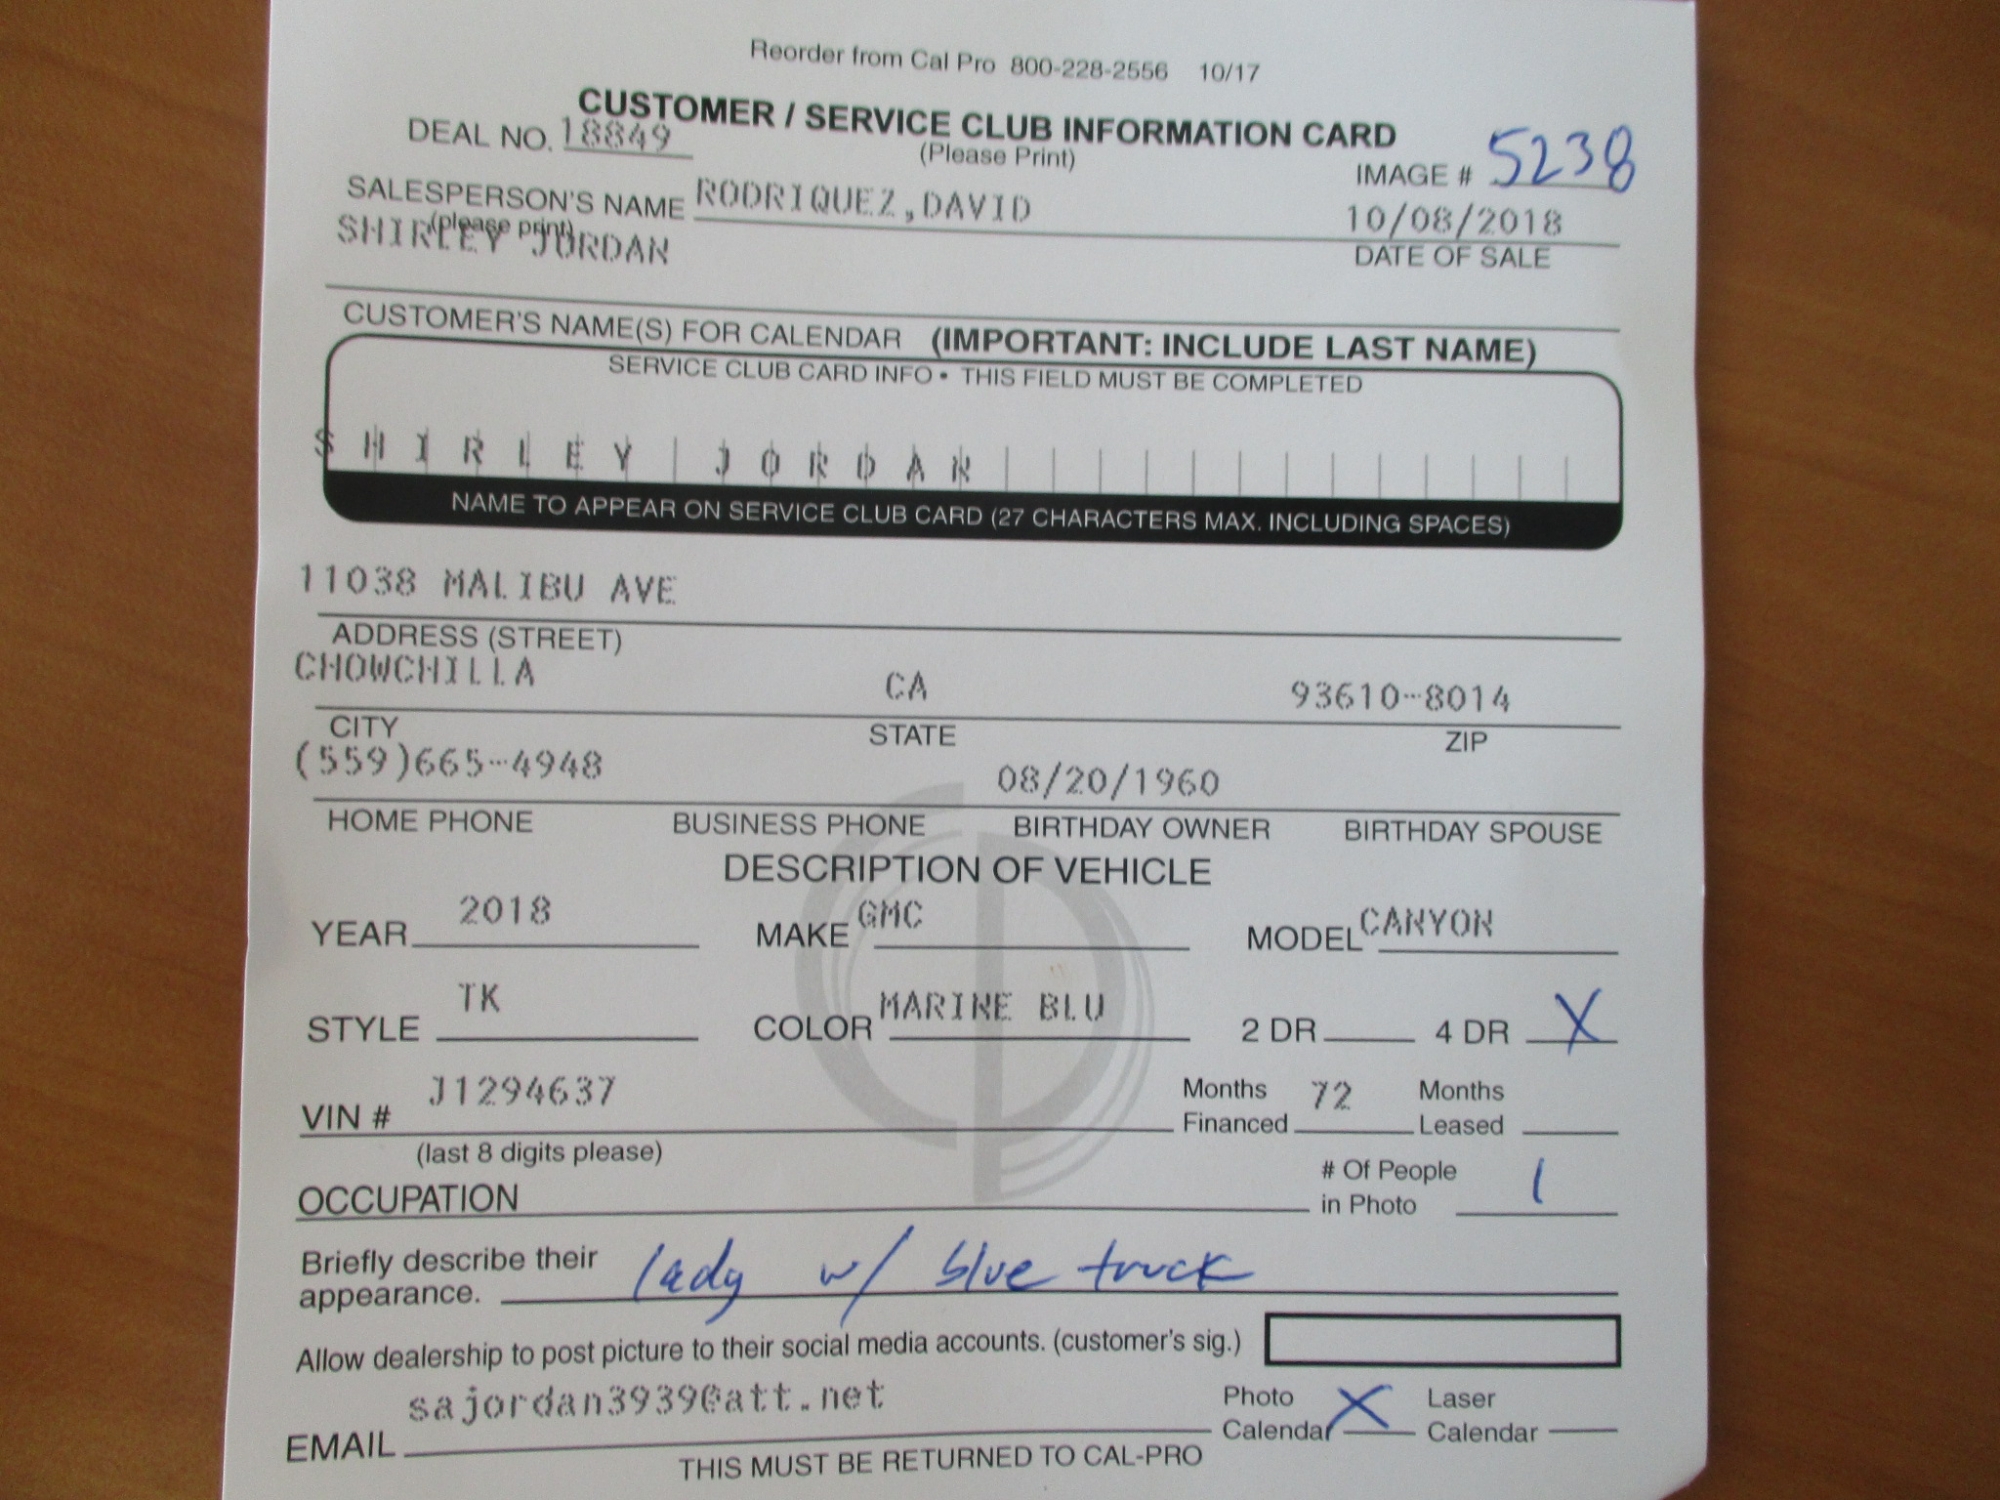 Reorder from Cal Pro 800-228-2556 10/17
CUSTOMER / SERVICE CLUB INFORMATION CARD
DEAL NO. 18849 (Please Print) IMAGE # 5238
SALESPERSON'S NAME RODRIQUEZ,DAVID 10/08/2018
(please print) DATE OF SALE
SHIRLEY JORDAN
CUSTOMER'S NAME(S) FOR CALENDAR (IMPORTANT: INCLUDE LAST NAME)
SERVICE CLUB CARD INFO • THIS FIELD MUST BE COMPLETED
SHIRLEY JORDAN
NAME TO APPEAR ON SERVICE CLUB CARD (27 CHARACTERS MAX. INCLUDING SPACES)
11038 MALIBU AVE
ADDRESS (STREET)
CHOWCHILLA CA 93610-8014
CITY STATE ZIP
(559)665-4948 08/20/1960
HOME PHONE BUSINESS PHONE BIRTHDAY OWNER BIRTHDAY SPOUSE
DESCRIPTION OF VEHICLE
YEAR 2018 MAKE GMC MODEL CANYON
STYLE TK COLOR MARINE BLU 2 DR 4 DR X
VIN # J1294637 Months Financed 72 Months Leased
(last 8 digits please)
OCCUPATION # Of People in Photo 1
Briefly describe their appearance. lady w/ blue truck
Allow dealership to post picture to their social media accounts. (customer's sig.)
EMAIL sajordan3939@att.net Photo Calendar X Laser Calendar
THIS MUST BE RETURNED TO CAL-PRO